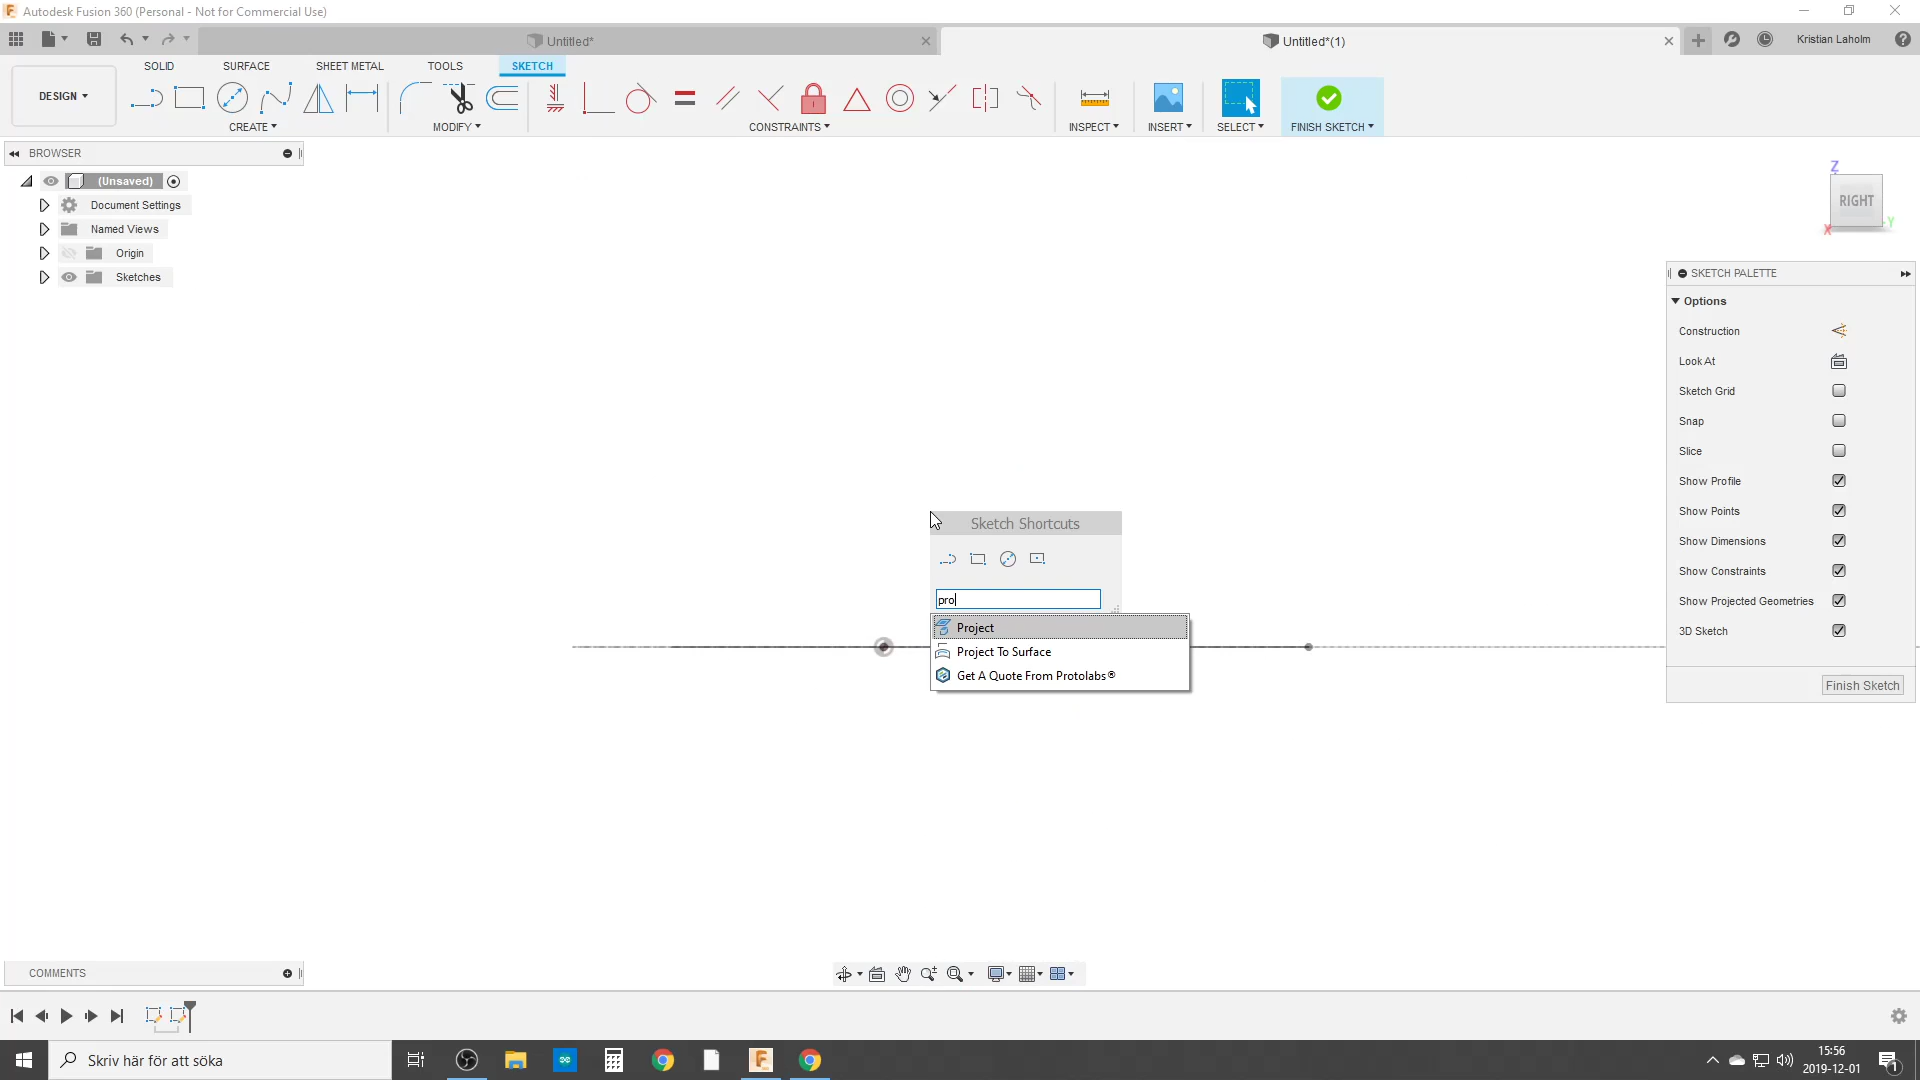 Autodesk Fusion 360 (Personal - Not for Commercial Use)
Untitled*
Untitled*(1)
Kristian Laholm
DESIGN
SOLID
SURFACE
SHEET METAL
TOOLS
SKETCH
CREATE
MODIFY
CONSTRAINTS
INSPECT
INSERT
SELECT
FINISH SKETCH
BROWSER
(Unsaved)
Document Settings
Named Views
Origin
Sketches
Z
RIGHT
X
Y
SKETCH PALETTE
Options
Construction
Look At
Sketch Grid
Snap
Slice
Show Profile
Show Points
Show Dimensions
Show Constraints
Show Projected Geometries
3D Sketch
Finish Sketch
Sketch Shortcuts
pro
Project
Project To Surface
Get A Quote From Protolabs®
COMMENTS
Skriv här för att söka
15:56
2019-12-01
1